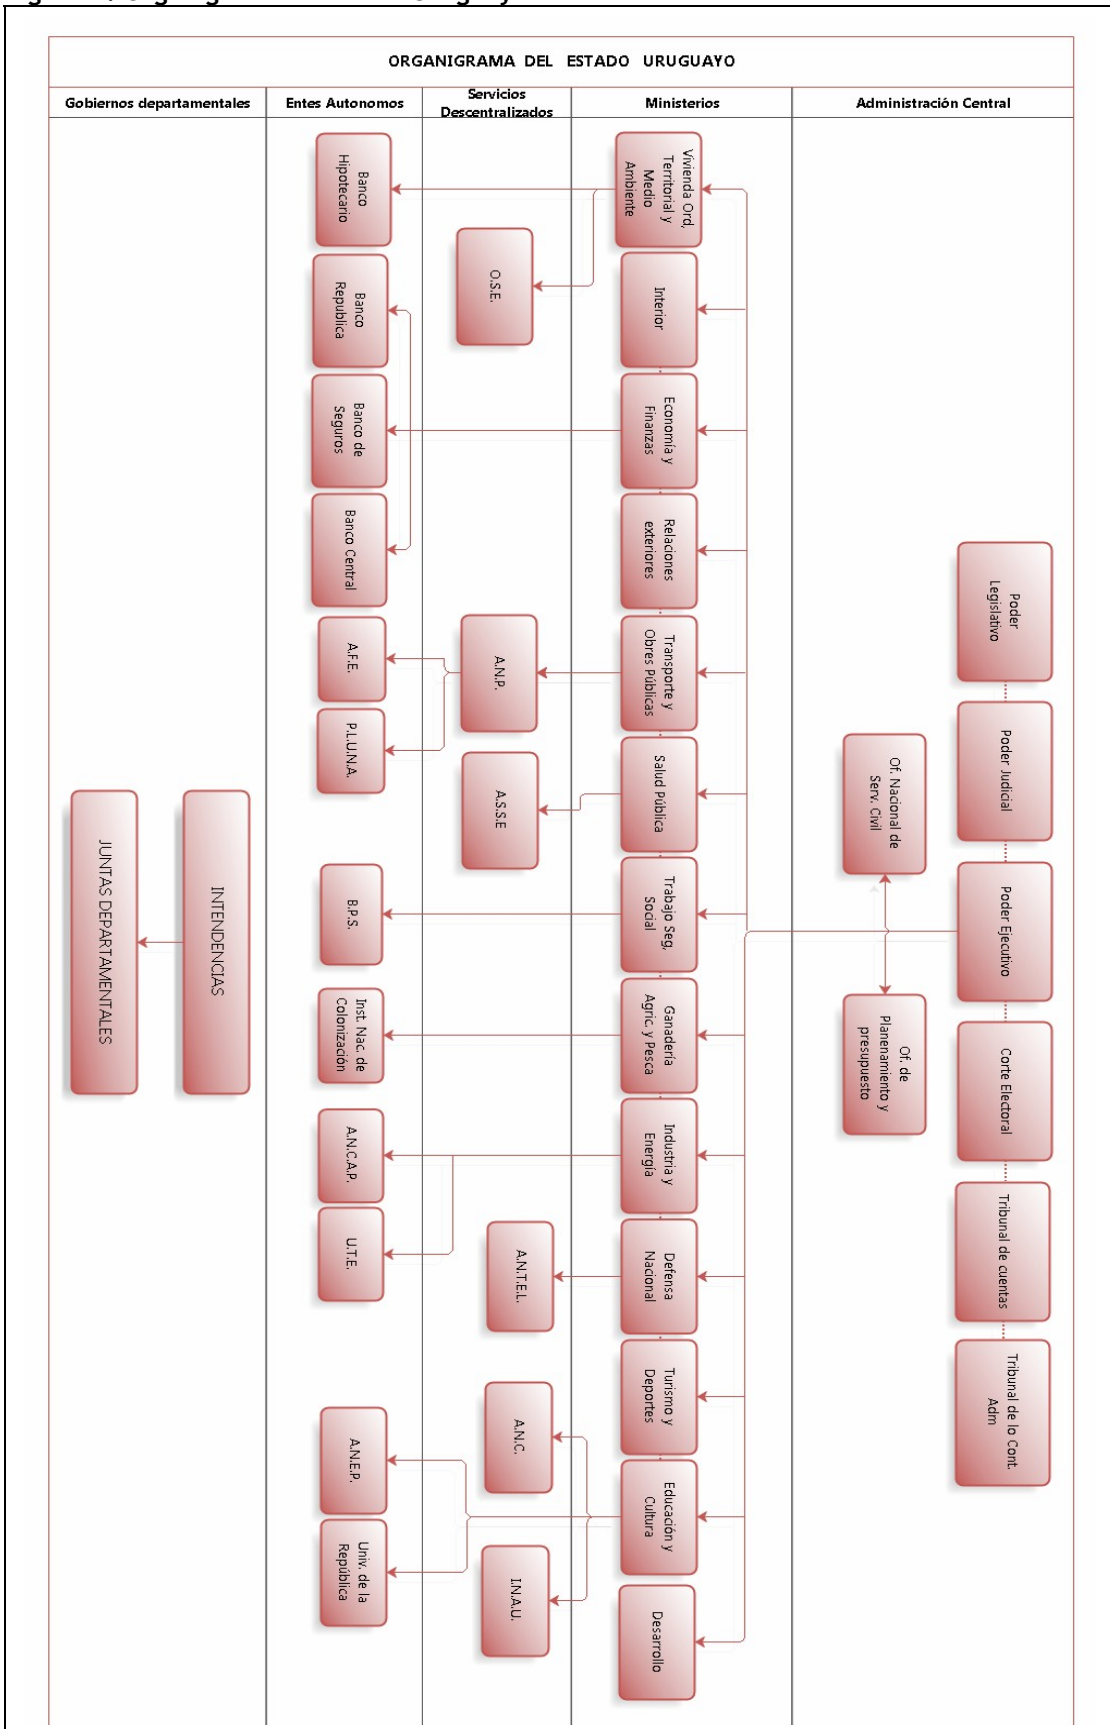 ORGANIGRAMA DEL ESTADO URUGUAYO
Gobiernos departamentales
Entes Autonomos
Servicios
Descentralizados
Ministerios
Administración Central
Poder
Legislativo
Poder Judicial
Poder Ejecutivo
Corte Electoral
Tribunal de cuentas
Tribunal de lo Cont.
Adm
Of. Nacional de
Serv. Civil
Of. de
Planenamiento y
presupuesto
Vivienda Ord,
Territorial y
Medio
Ambiente
Interior
Economía y
Finanzas
Relaciones
exteriores
Transporte y
Obres Públicas
Salud Pública
Trabajo Seg,
Social
Ganadería
Agric. y Pesca
Industria y
Energía
Defensa
Nacional
Turismo y
Deportes
Educación y
Cultura
Desarrollo
O.S.E.
A.N.P.
A.S.S.E
A.N.T.E.L.
A.N.C.
I.N.A.U.
Banco
Hipotecario
Banco
Republica
Banco de
Seguros
Banco Central
A.F.E.
P.L.U.N.A.
B.P.S.
Inst. Nac. de
Colonización
A.N.C.A.P.
U.T.E.
A.N.E.P.
Univ. de la
República
INTENDENCIAS
JUNTAS DEPARTAMENTALES